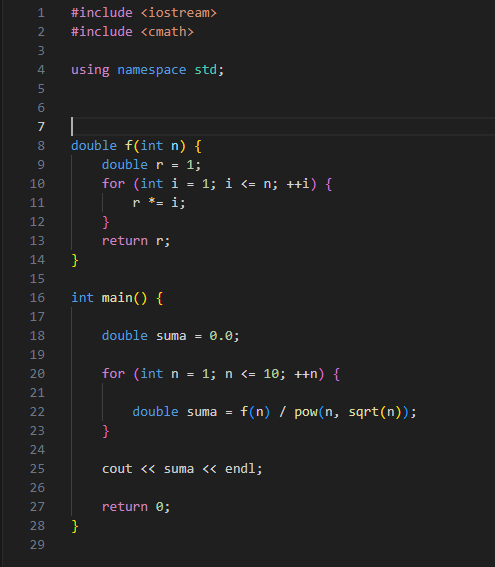 1 #include <iostream>
2 #include <cmath>
3
4 using namespace std;
5
6
7
8 double f(int n) {
9     double r = 1;
10     for (int i = 1; i <= n; ++i) {
11         r *= i;
12     }
13     return r;
14 }
15
16 int main() {
17
18     double suma = 0.0;
19
20     for (int n = 1; n <= 10; ++n) {
21
22         double suma = f(n) / pow(n, sqrt(n));
23     }
24
25     cout << suma << endl;
26
27     return 0;
28 }
29